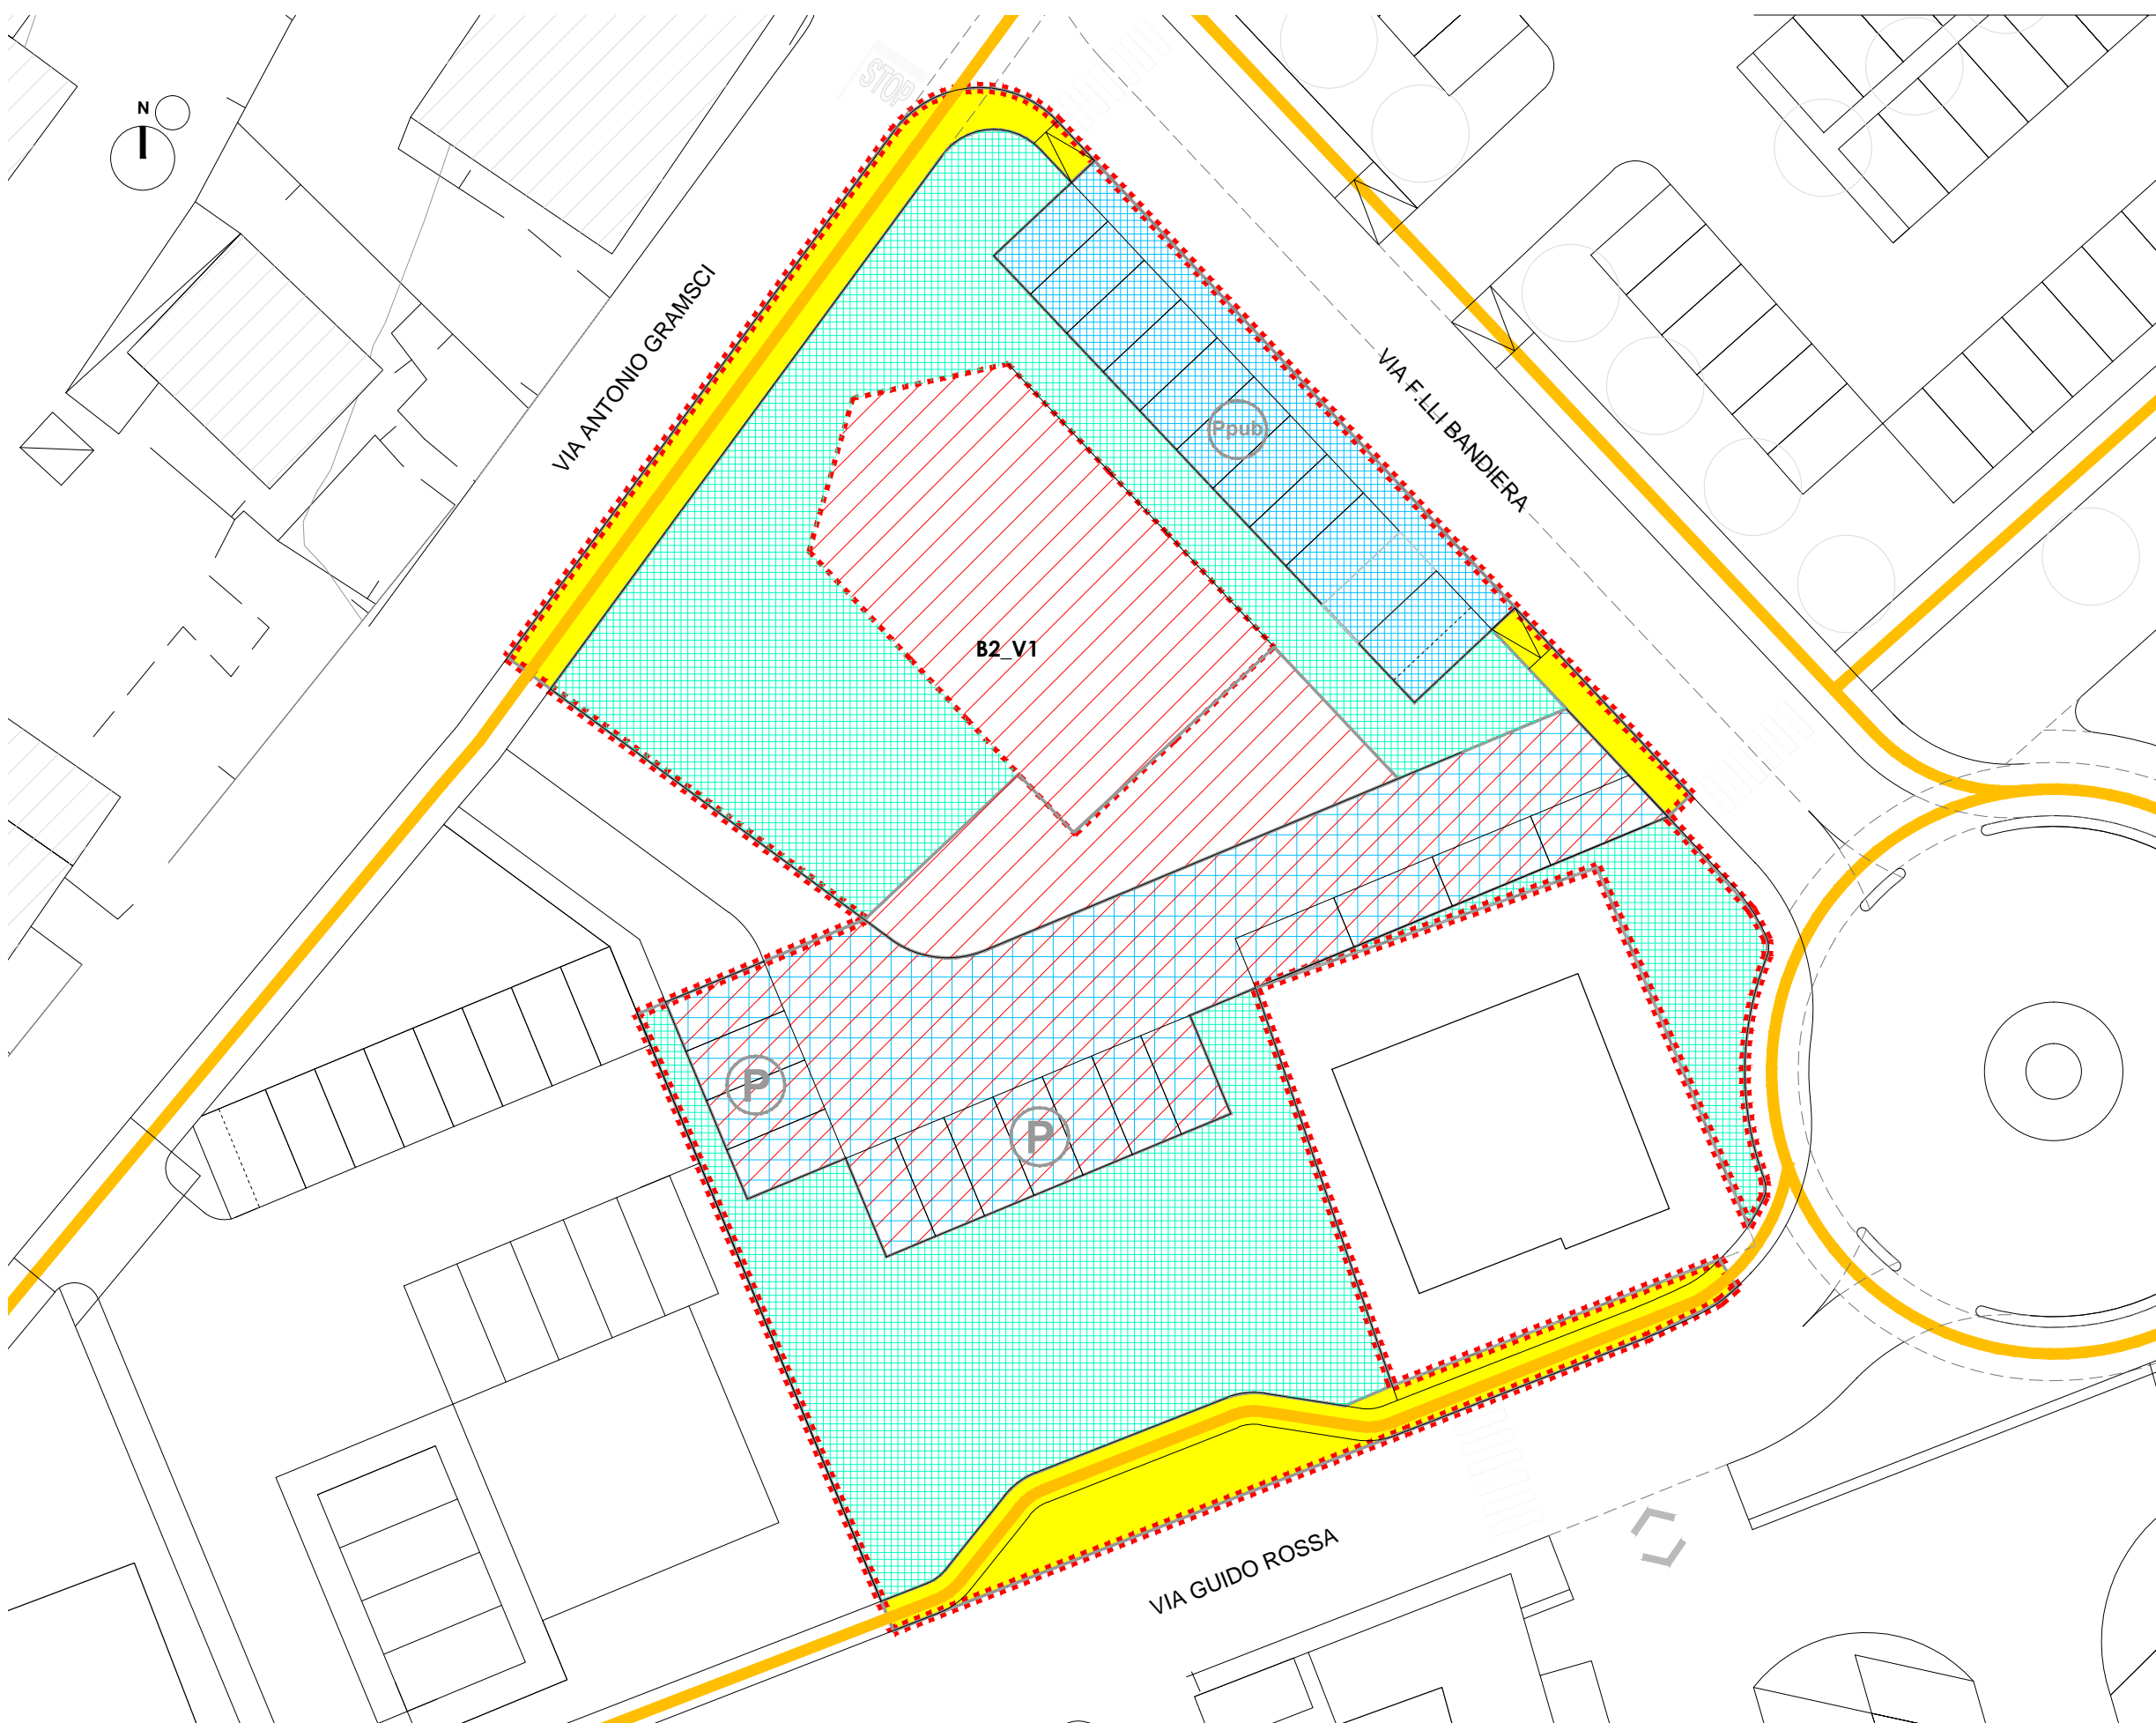 STOP
N
VIA ANTONIO GRAMSCI
VIA F.LLI BANDIERA
Ppub
B2_V1
P
P
VIA GUIDO ROSSA